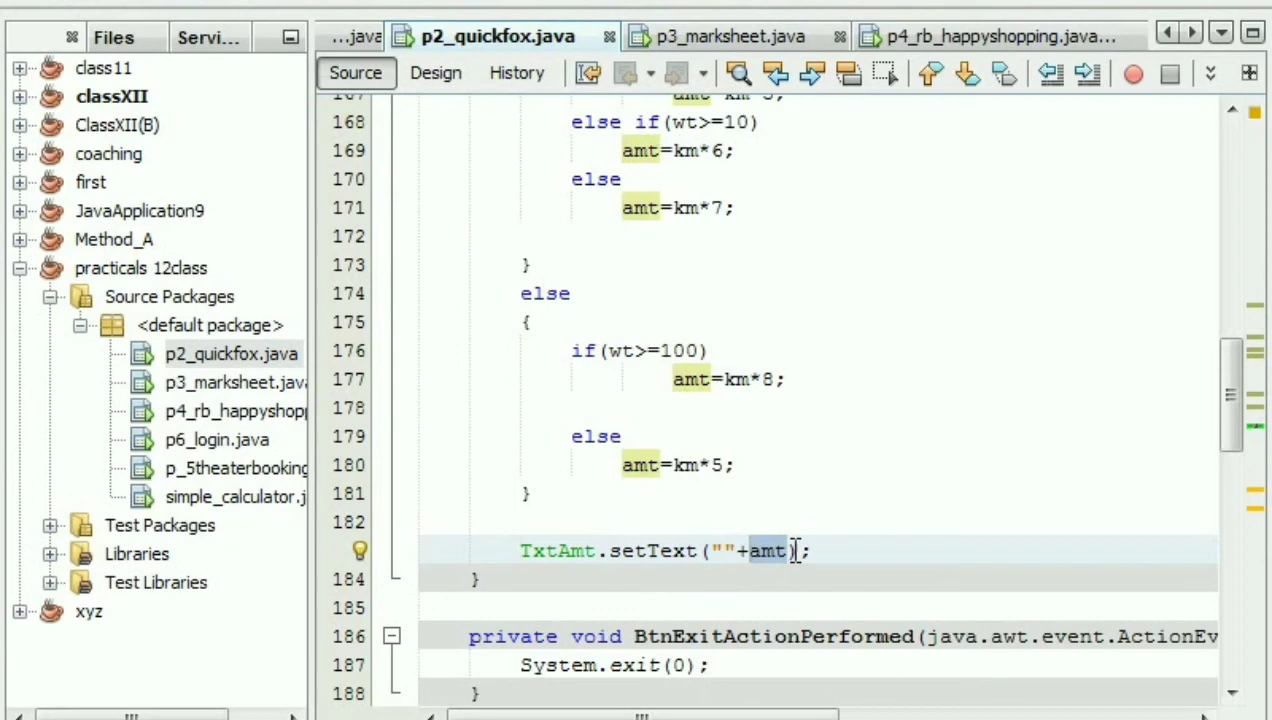 Files
Servi...
...java
p2_quickfox.java
p3_marksheet.java
p4_rb_happyshopping.java...
Source
Design
History
class11
classXII
ClassXII(B)
coaching
first
JavaApplication9
Method_A
practicals 12class
Source Packages
<default package>
p2_quickfox.java
p3_marksheet.java
p4_rb_happyshopp
p6_login.java
p_5theaterbooking
simple_calculator.j
Test Packages
Libraries
Test Libraries
xyz
168 else if(wt>=10)
169 amt=km*6;
170 else
171 amt=km*7;
172
173 }
174 else
175 {
176 if(wt>=100)
177 amt=km*8;
178
179 else
180 amt=km*5;
181 }
182
TxtAmt.setText(""+amt);
184 }
185
186 private void BtnExitActionPerformed(java.awt.event.ActionEv
187 System.exit(0);
188 }